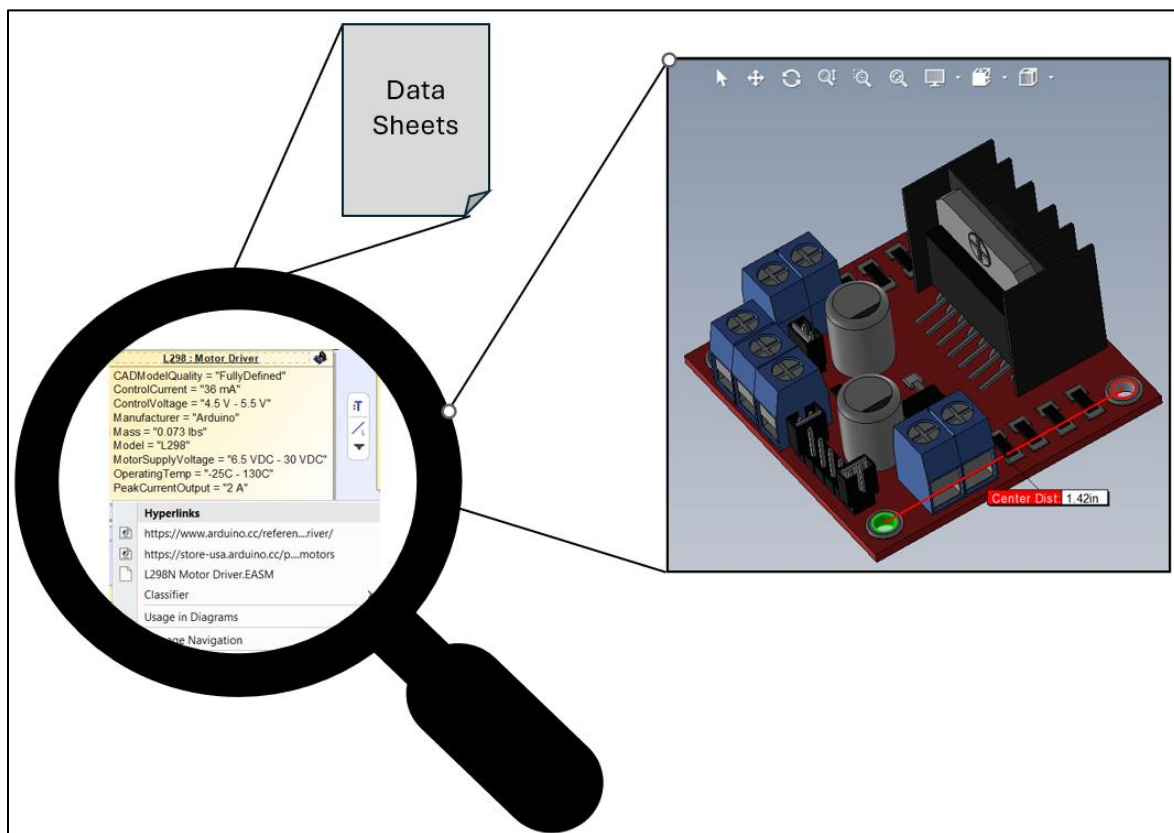 Data
Sheets
L298 : Motor Driver
CADModelQuality = "FullyDefined"
ControlCurrent = "36 mA"
ControlVoltage = "4.5 V - 5.5 V"
Manufacturer = "Arduino"
Mass = "0.073 lbs"
Model = "L298"
MotorSupplyVoltage = "6.5 VDC - 30 VDC"
OperatingTemp = "-25C - 130C"
PeakCurrentOutput = "2 A"
Hyperlinks
https://www.arduino.cc/referen....river/
https://store-usa.arduino.cc/p....motors
L298N Motor Driver.EASM
Classifier
Usage in Diagrams
Navigation
Center Dist: 1.42in